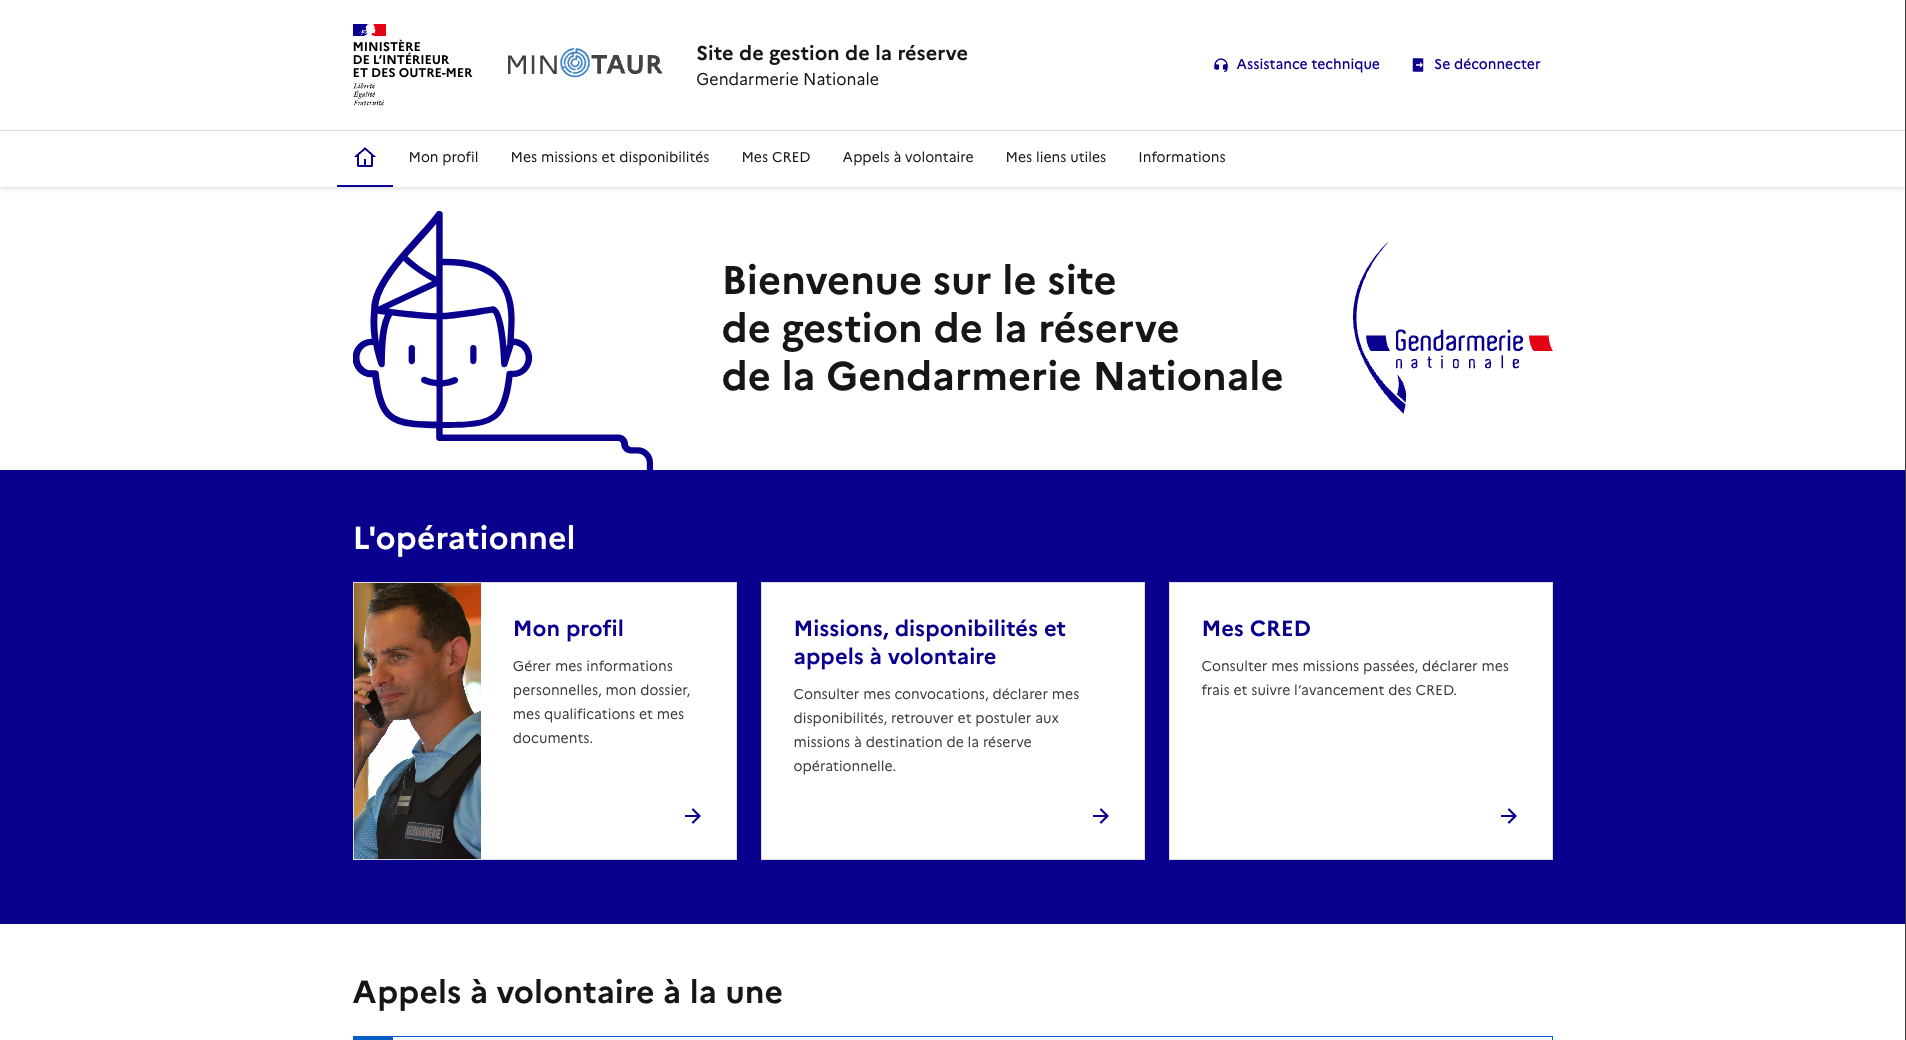 MINISTÈRE
DE L'INTÉRIEUR
ET DES OUTRE-MER
Liberté
Égalité
Fraternité
MINOTAUR
Site de gestion de la réserve
Gendarmerie Nationale
Assistance technique
Se déconnecter
Mon profil
Mes missions et disponibilités
Mes CRED
Appels à volontaire
Mes liens utiles
Informations
Bienvenue sur le site
de gestion de la réserve
de la Gendarmerie Nationale
Gendarmerie
nationale
L'opérationnel
Mon profil
Gérer mes informations
personnelles, mon dossier,
mes qualifications et mes
documents.
GENDARMERIE
Missions, disponibilités et
appels à volontaire
Consulter mes convocations, déclarer mes
disponibilités, retrouver et postuler aux
missions à destination de la réserve
opérationnelle.
Mes CRED
Consulter mes missions passées, déclarer mes
frais et suivre l’avancement des CRED.
Appels à volontaire à la une